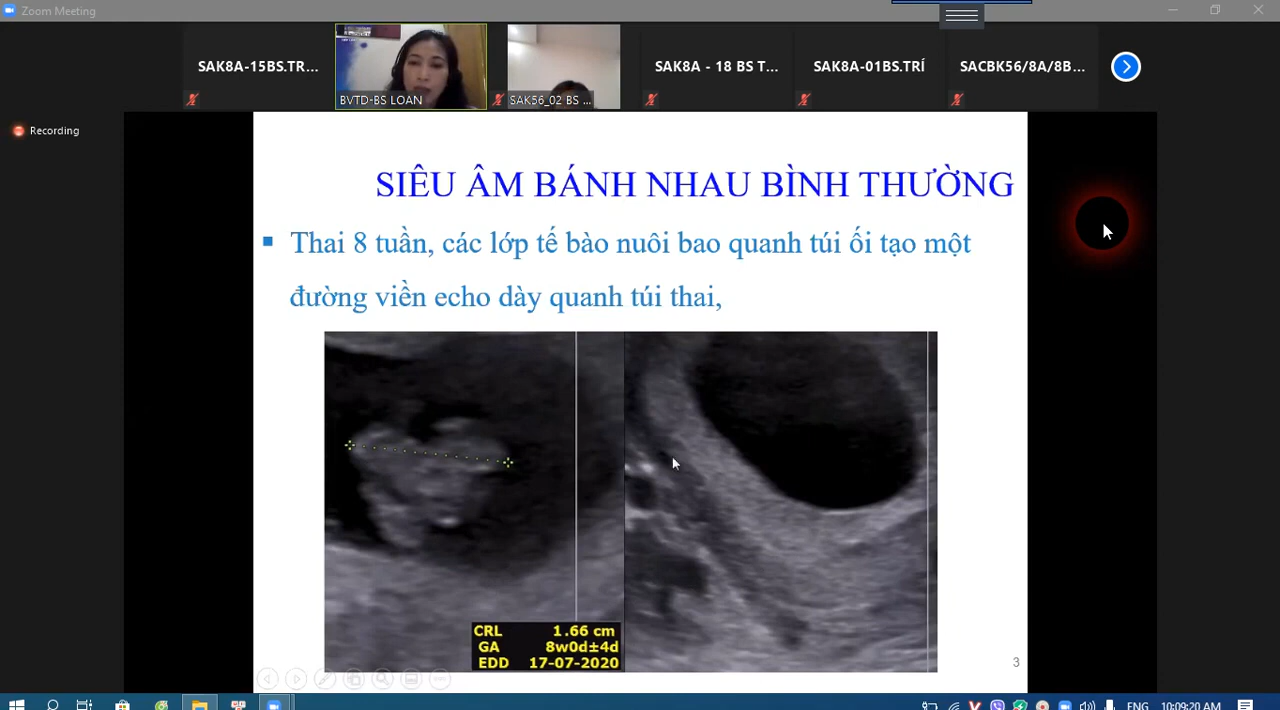 Zoom Meeting
SAK8A-15BS.TR...
BVTD-BS LOAN
SAK56_02 BS ...
SAK8A - 18 BS T...
SAK8A-01BS.TRÍ
SACBK56/8A/8B...
Recording
SIÊU ÂM BÁNH NHAU BÌNH THƯỜNG
Thai 8 tuần, các lớp tế bào nuôi bao quanh túi ối tạo một
đường viền echo dày quanh túi thai,
CRL 1.66 cm
GA 8w0d±4d
EDD 17-07-2020
3
ENG 10:09:20 AM